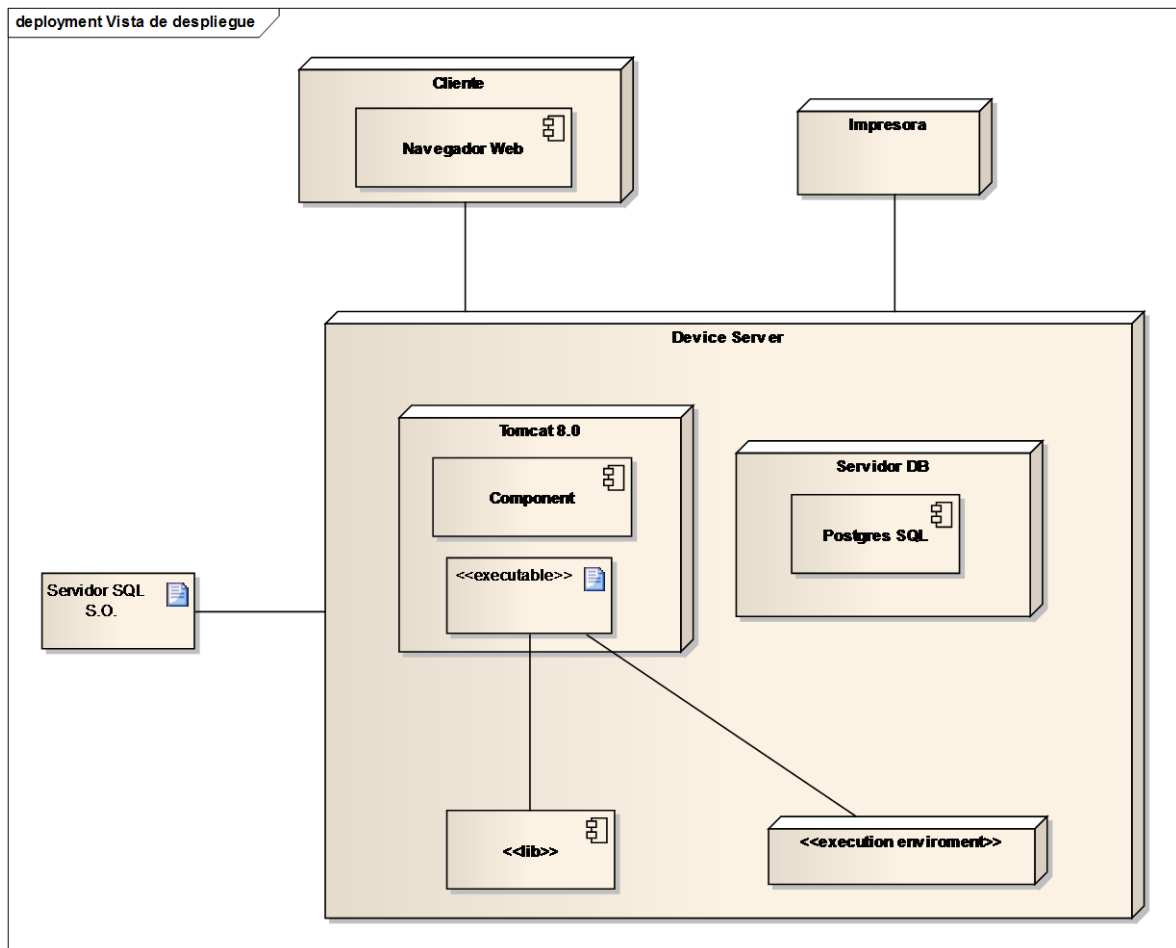 deployment Vista de despliegue
Cliente
Navegador Web
Impresora
Device Server
Tomcat 8.0
Component
<<executable>>
Servidor DB
Postgres SQL
Servidor SQL
S.O.
<<lib>>
<<execution enviroment>>